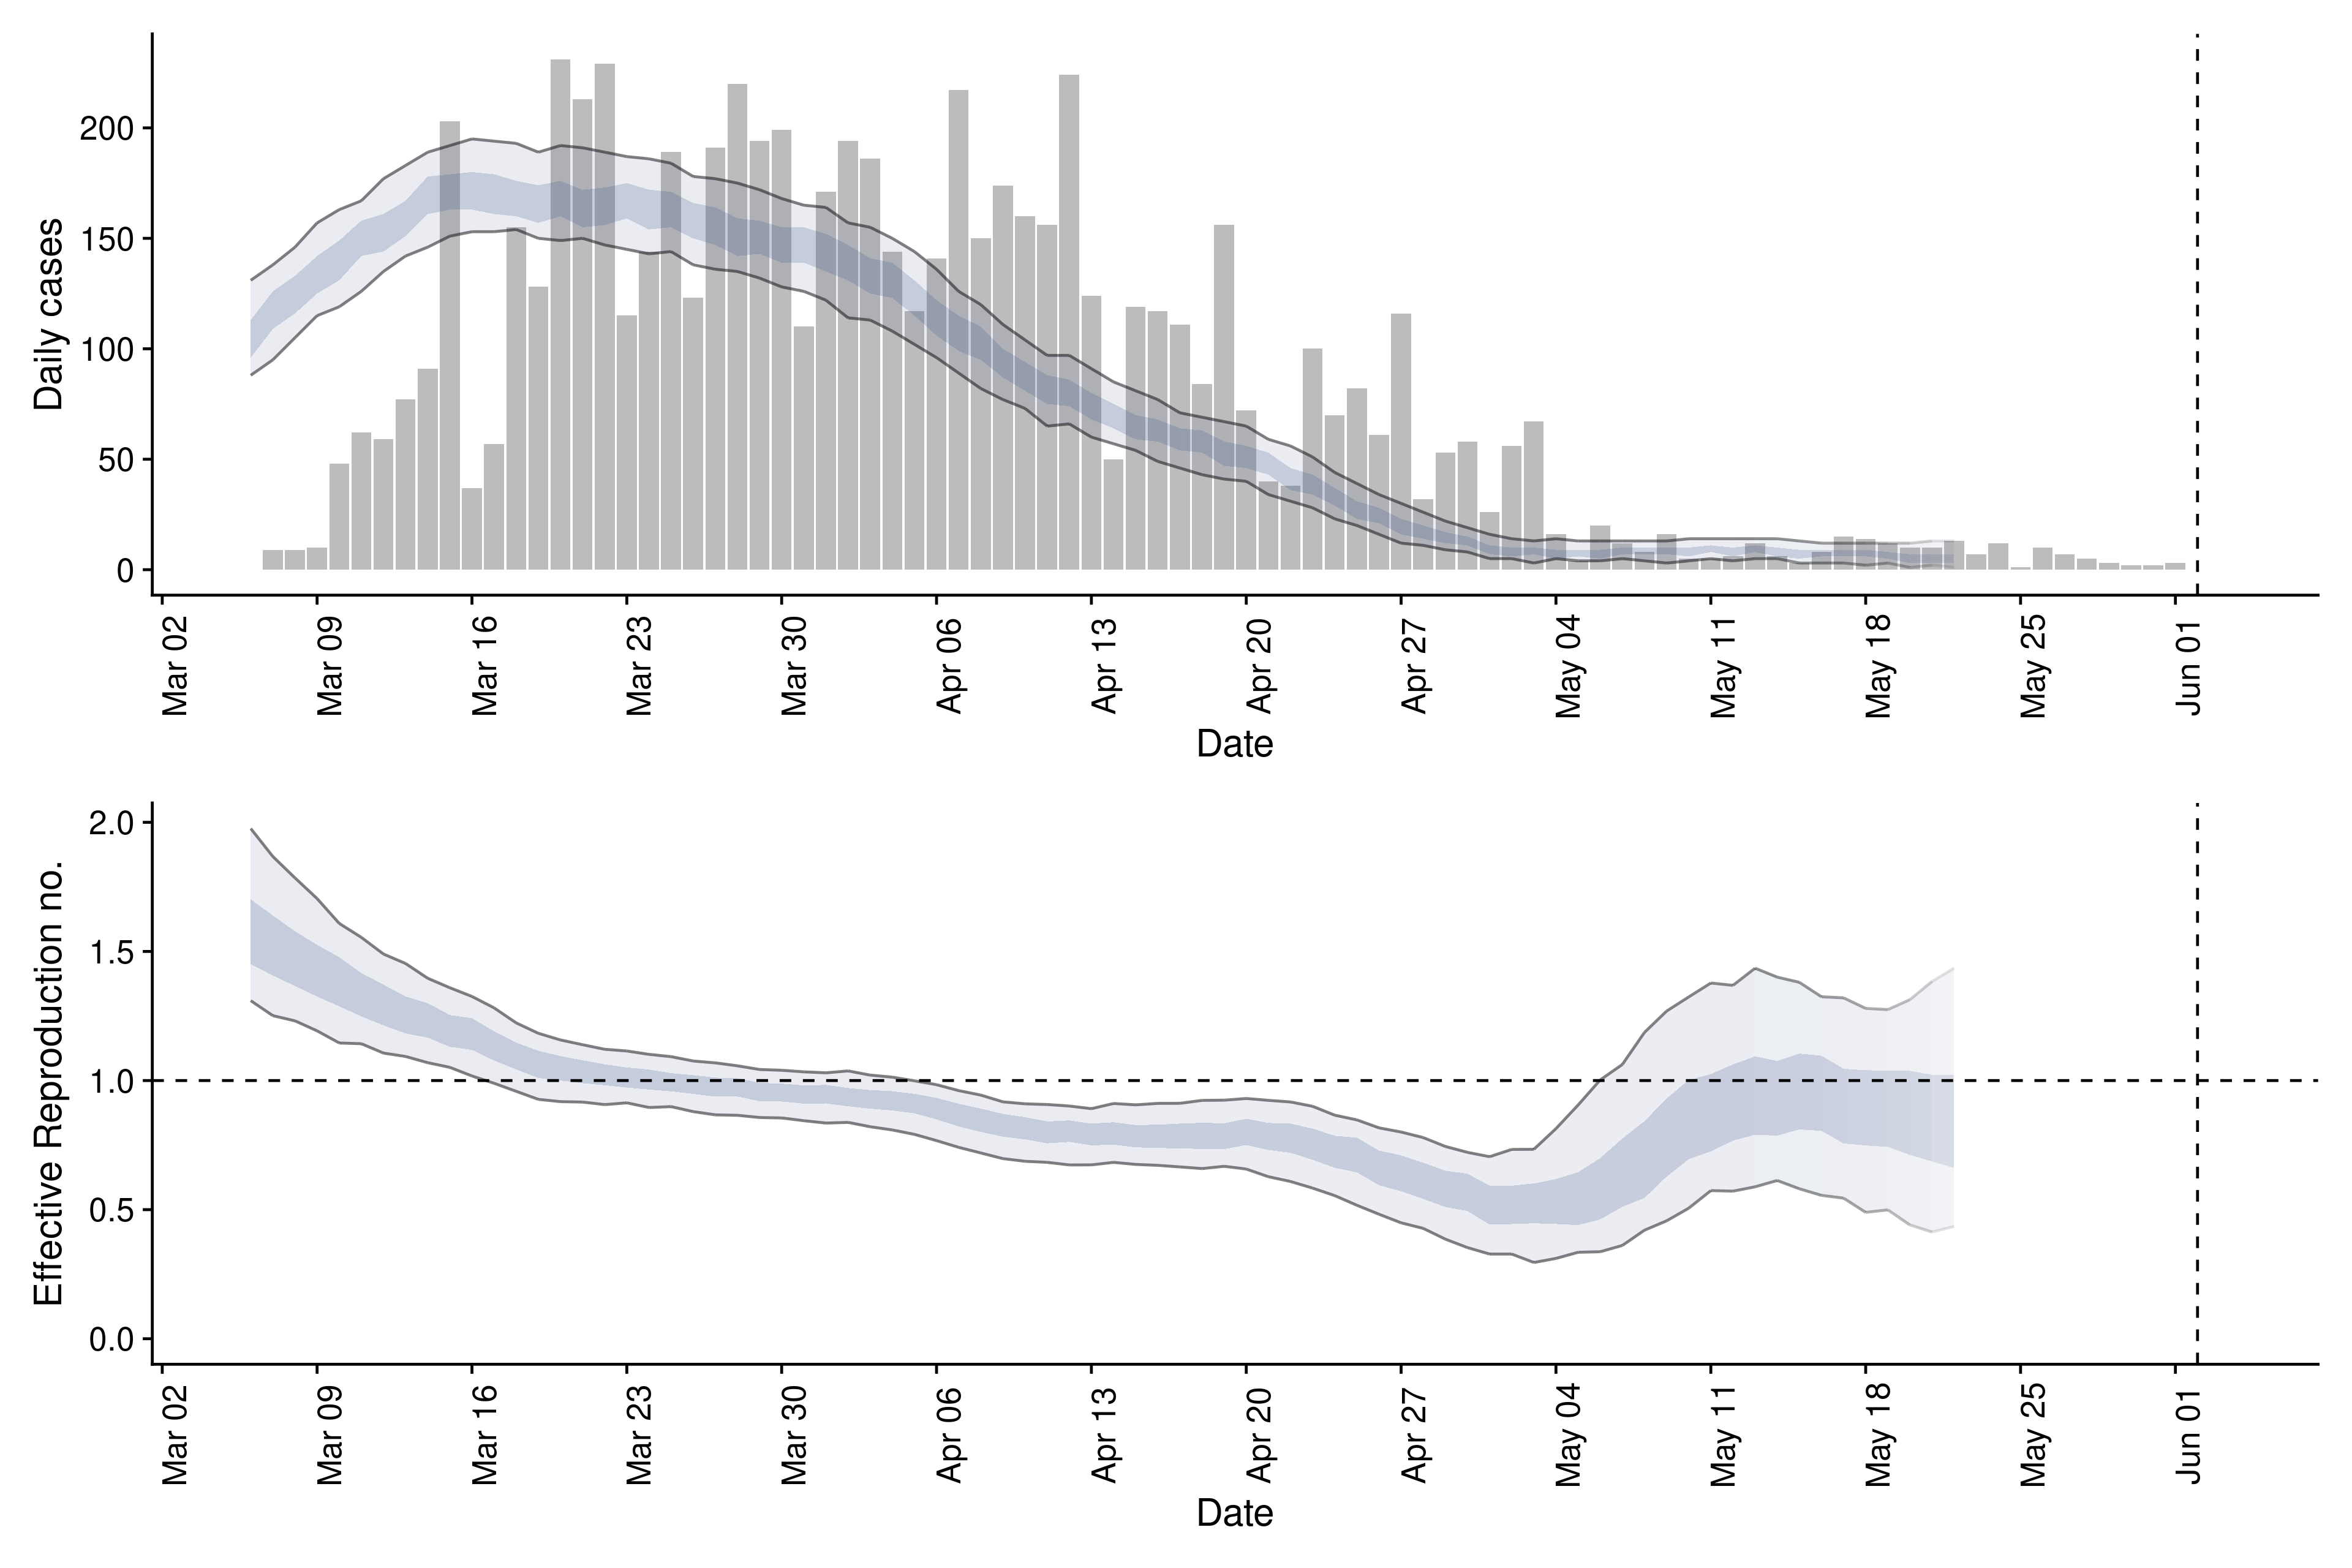 Daily cases
200
150
100
50
0
Mar 02
Mar 09
Mar 16
Mar 23
Mar 30
Apr 06
Apr 13
Apr 20
Apr 27
May 04
May 11
May 18
May 25
Jun 01
Date
Effective Reproduction no.
2.0
1.5
1.0
0.5
0.0
Mar 02
Mar 09
Mar 16
Mar 23
Mar 30
Apr 06
Apr 13
Apr 20
Apr 27
May 04
May 11
May 18
May 25
Jun 01
Date